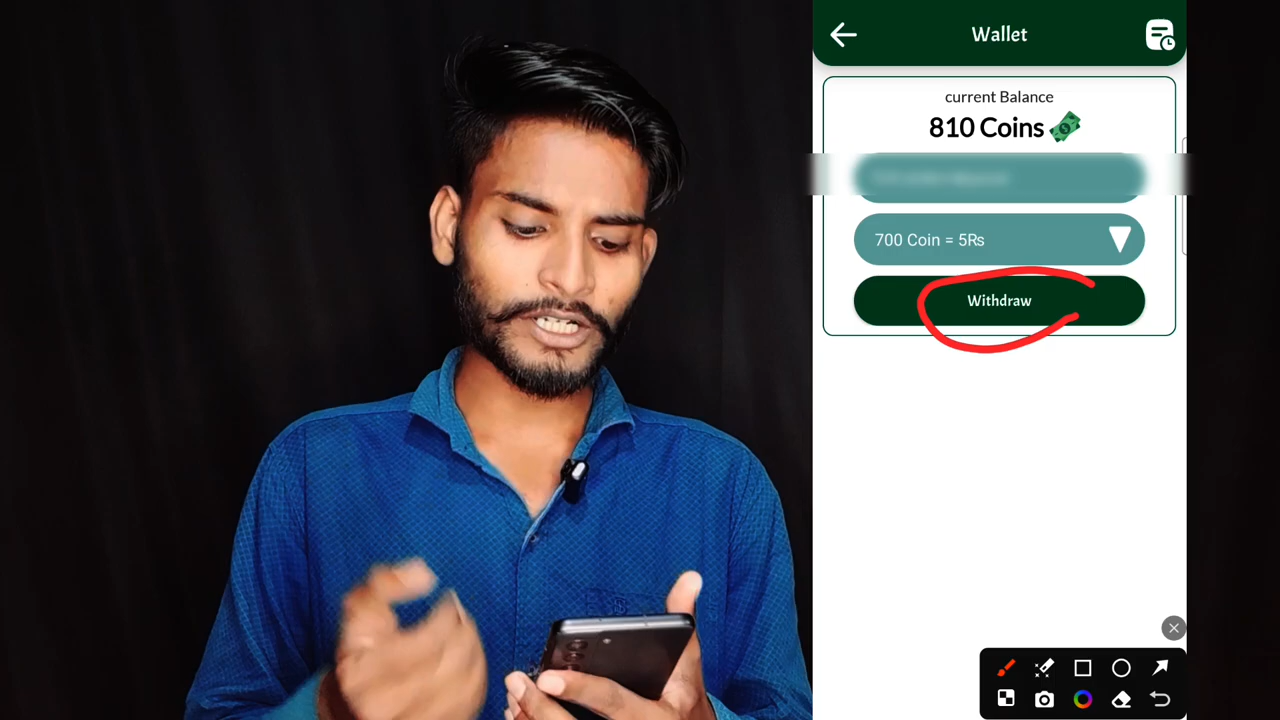 Wallet
current Balance
810 Coins
700 Coin = 5Rs
Withdraw